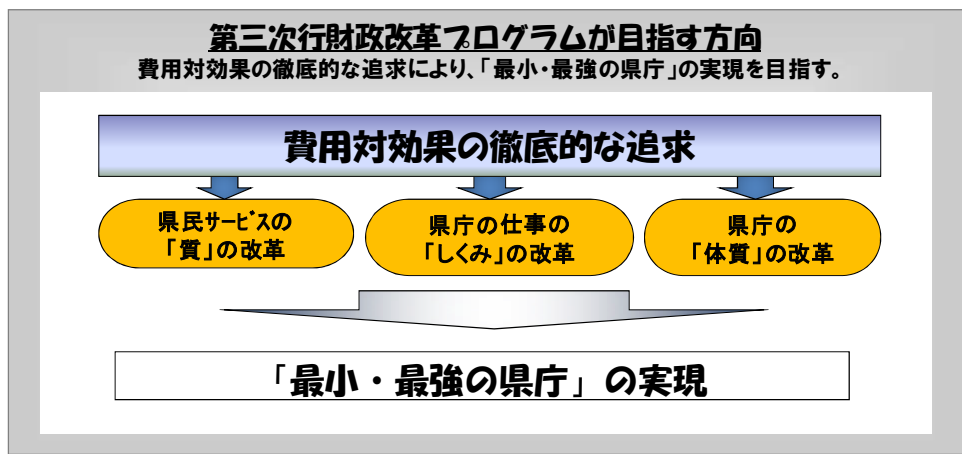 第三次行財政改革プログラムが目指す方向
費用対効果の徹底的な追求により、「最小・最強の県庁」の実現を目指す。
費用対効果の徹底的な追求
県民サービスの
「質」の改革
県庁の仕事の
「しくみ」の改革
県庁の
「体質」の改革
「最小・最強の県庁」の実現